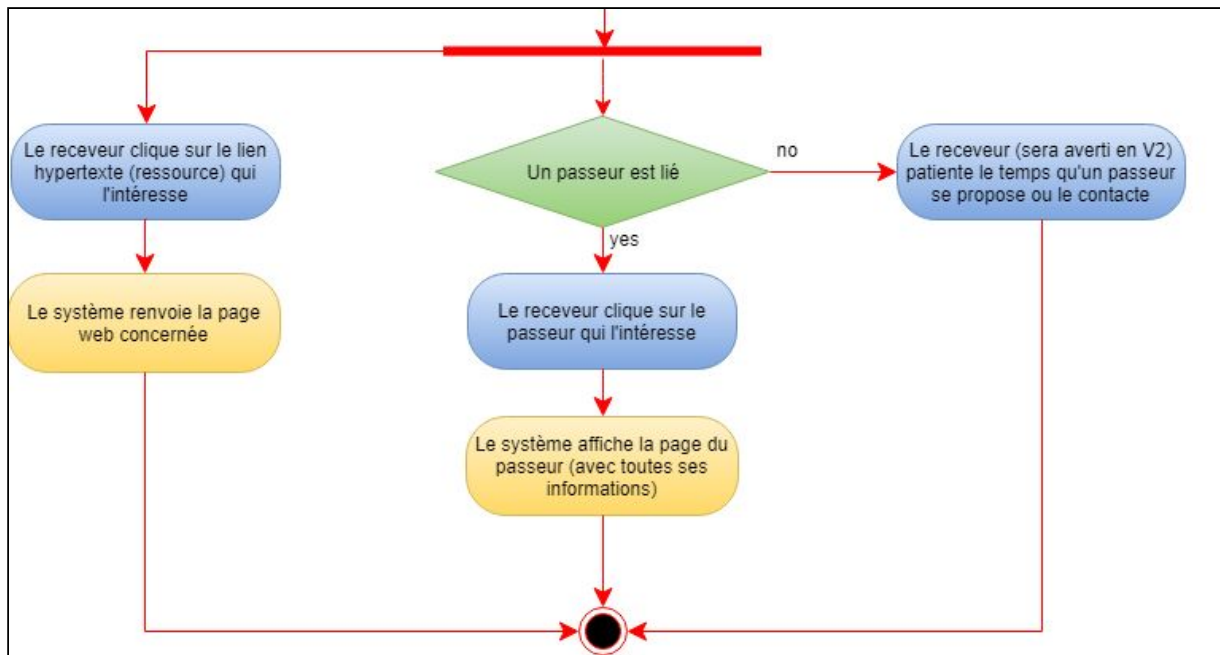 Le receveur clique sur le lien
hypertexte (ressource) qui
l'intéresse
Le système renvoie la page
web concernée
Un passeur est lié
no
yes
Le receveur (sera averti en V2)
patiente le temps qu'un passeur
se propose ou le contacte
Le receveur clique sur le
passeur qui l'intéresse
Le système affiche la page du
passeur (avec toutes ses
informations)